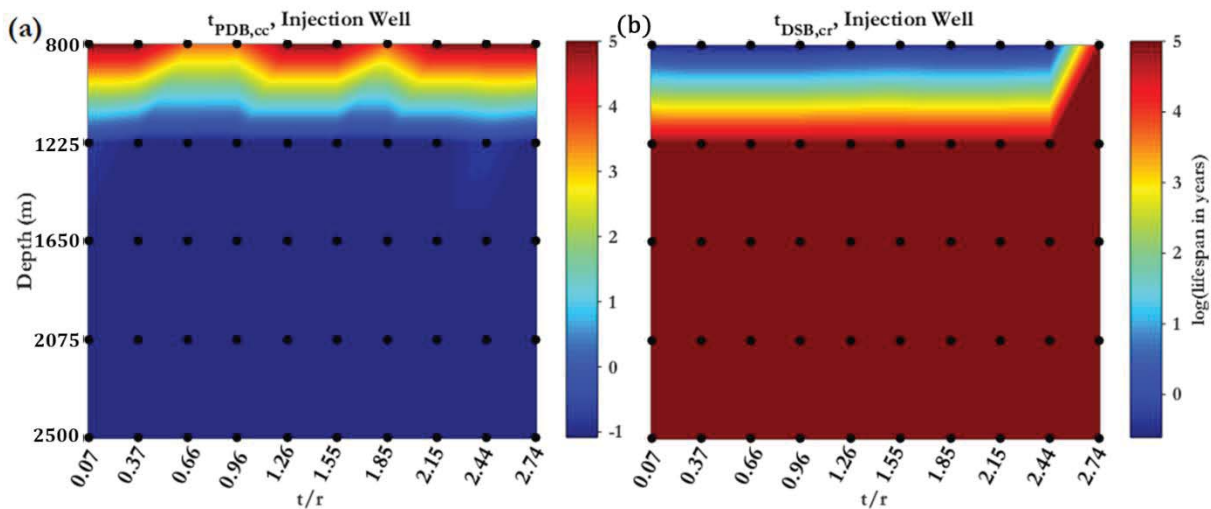 (a)
t_PDB,cc, Injection Well
800
1225
1650
2075
2500
Depth (m)
0.07 0.37 0.66 0.96 1.26 1.55 1.85 2.15 2.44 2.74
t/r
5
4
3
2
1
0
-1
(b)
t_DSB,cr, Injection Well
0.07 0.37 0.66 0.96 1.26 1.55 1.85 2.15 2.44 2.74
t/r
5
4
3
2
1
0
log(lifespan in years)